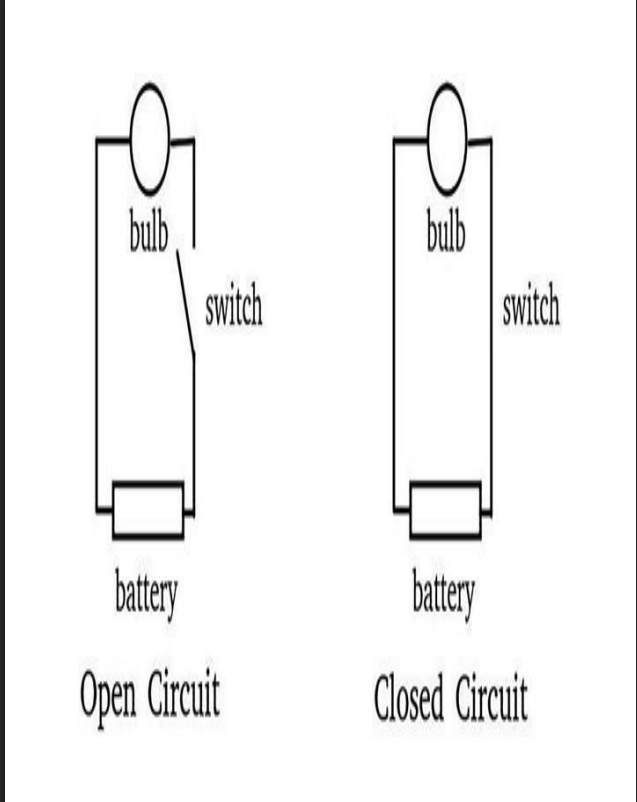 bulb
switch
battery
Open Circuit
bulb
switch
battery
Closed Circuit